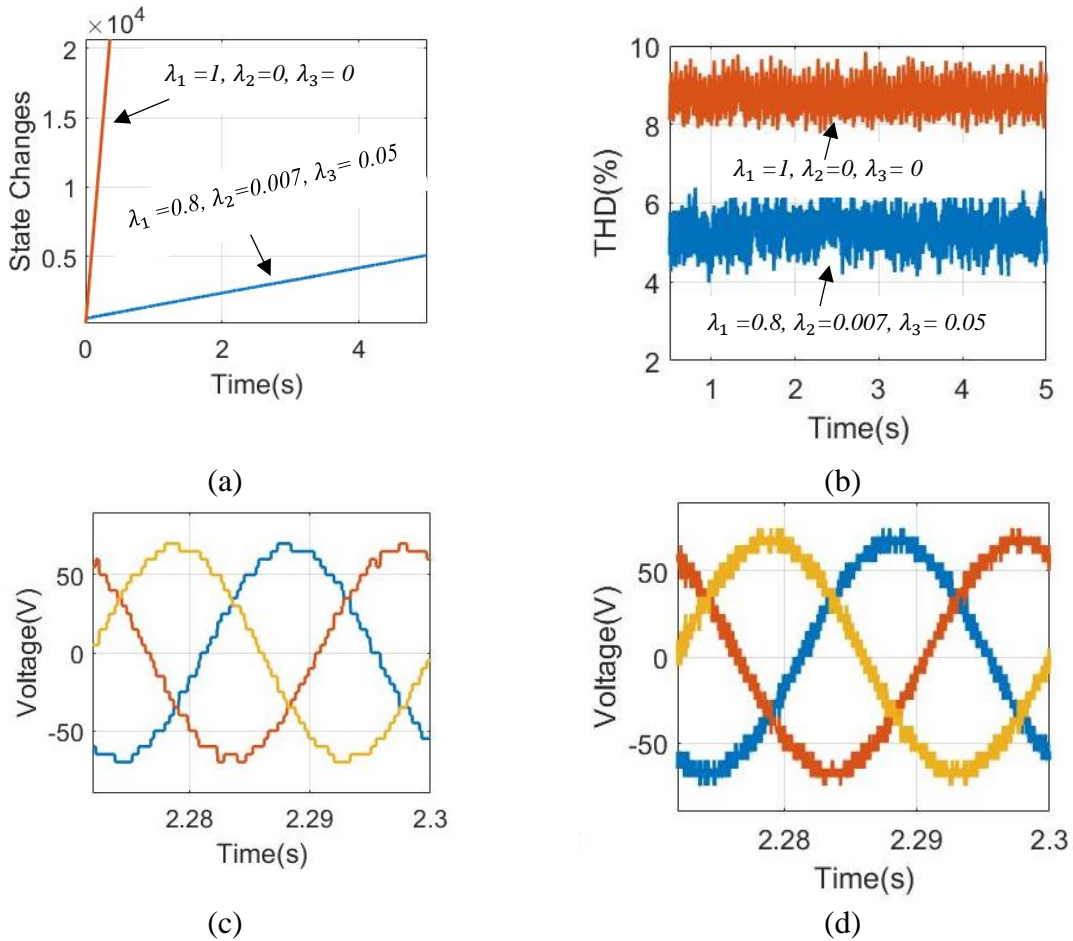 ×10⁴
2
1.5
1
0.5
State Changes
λ₁ =1, λ₂=0, λ₃= 0
λ₁ =0.8, λ₂=0.007, λ₃= 0.05
0 2 4
Time(s)
(a)
10
8
6
4
2
THD(%)
λ₁ =1, λ₂=0, λ₃= 0
λ₁ =0.8, λ₂=0.007, λ₃= 0.05
1 2 3 4 5
Time(s)
(b)
50
0
-50
Voltage(V)
2.28 2.29 2.3
Time(s)
(c)
50
0
-50
Voltage(V)
2.28 2.29 2.3
Time(s)
(d)